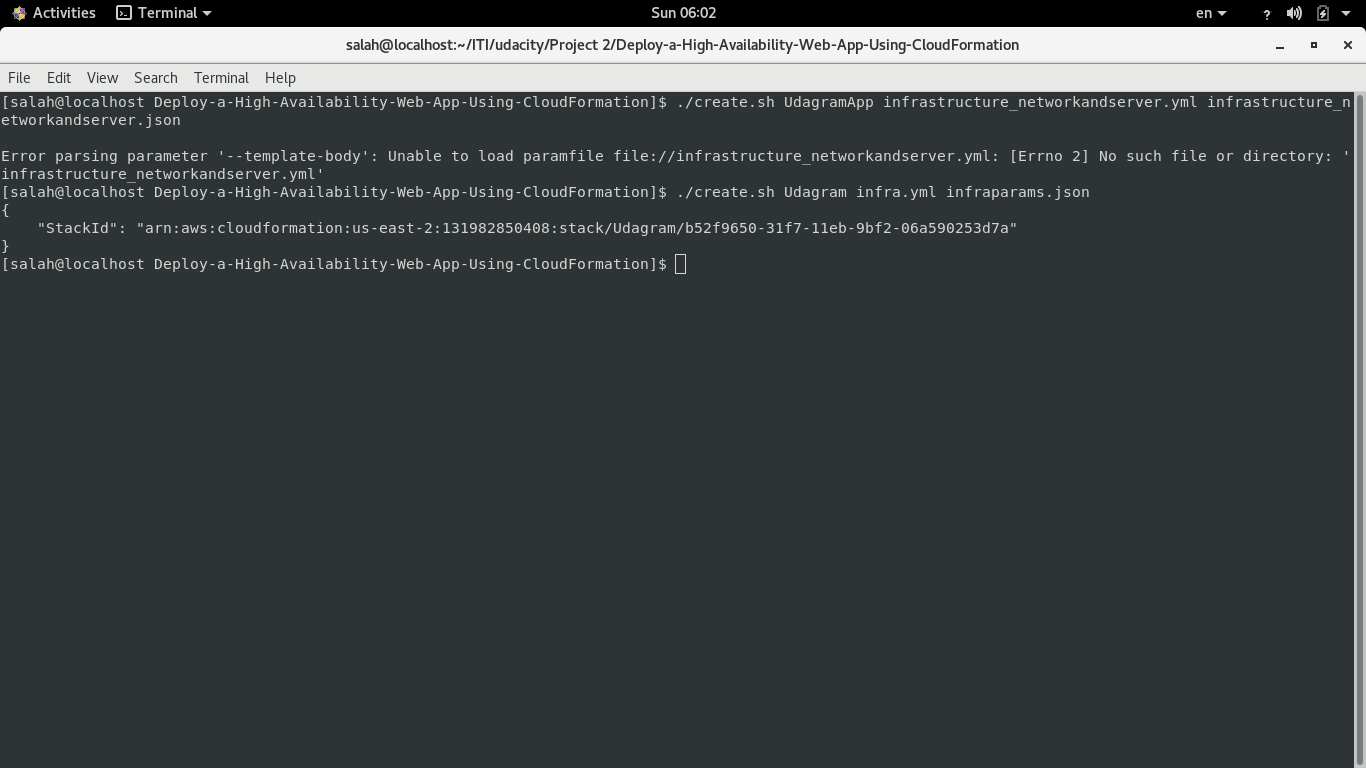 Activities Terminal Sun 06:02 en ?
salah@localhost:~/ITI/udacity/Project 2/Deploy-a-High-Availability-Web-App-Using-CloudFormation
File Edit View Search Terminal Help
[salah@localhost Deploy-a-High-Availability-Web-App-Using-CloudFormation]$ ./create.sh UdagramApp infrastructure_networkandserver.yml infrastructure_n
etworkandserver.json
Error parsing parameter '--template-body': Unable to load paramfile file://infrastructure_networkandserver.yml: [Errno 2] No such file or directory: '
infrastructure_networkandserver.yml'
[salah@localhost Deploy-a-High-Availability-Web-App-Using-CloudFormation]$ ./create.sh Udagram infra.yml infraparams.json
{
    "StackId": "arn:aws:cloudformation:us-east-2:131982850408:stack/Udagram/b52f9650-31f7-11eb-9bf2-06a590253d7a"
}
[salah@localhost Deploy-a-High-Availability-Web-App-Using-CloudFormation]$